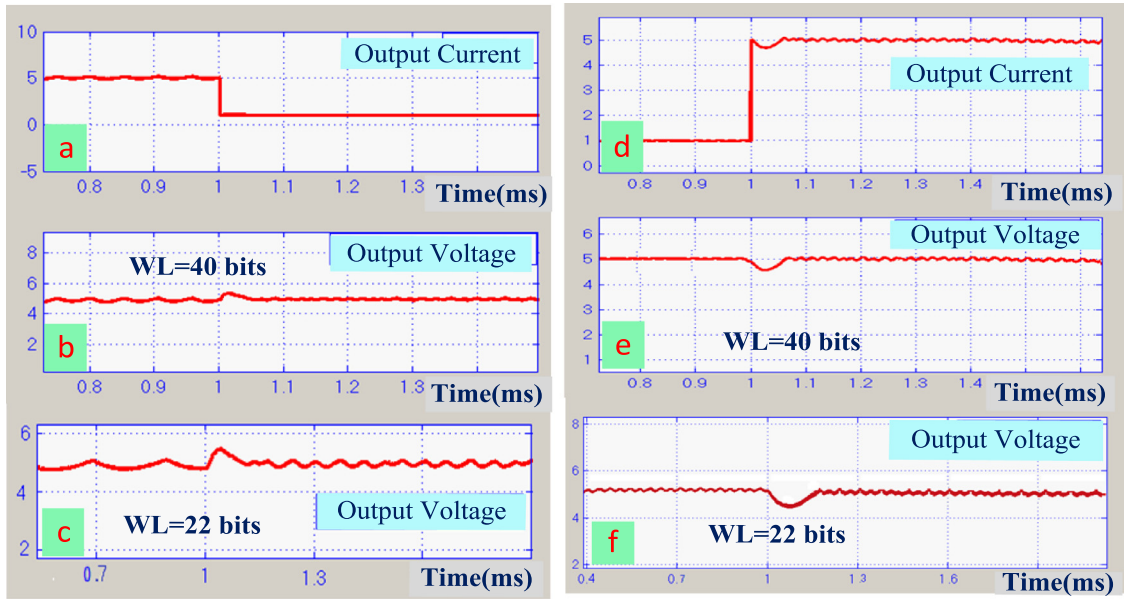 10
Output Current
5
0
a
-5
0.8 0.9 1 1.1 1.2 1.3 Time(ms)
8
Output Voltage
WL=40 bits
6
4
b
2
0.8 0.9 1 1.1 1.2 1.3 Time(ms)
6
4
Output Voltage
WL=22 bits
c
2
0.7 1 1.3 Time(ms)
5
4
Output Current
3
2
1
d
0
0.8 0.9 1 1.1 1.2 1.3 1.4 Time(ms)
6
Output Voltage
5
4
3
2
e
WL=40 bits
1
0.8 0.9 1 1.1 1.2 1.3 1.4 Time(ms)
8
Output Voltage
6
4
f
WL=22 bits
2
0.4 0.7 1 1.3 1.6 Time(ms)